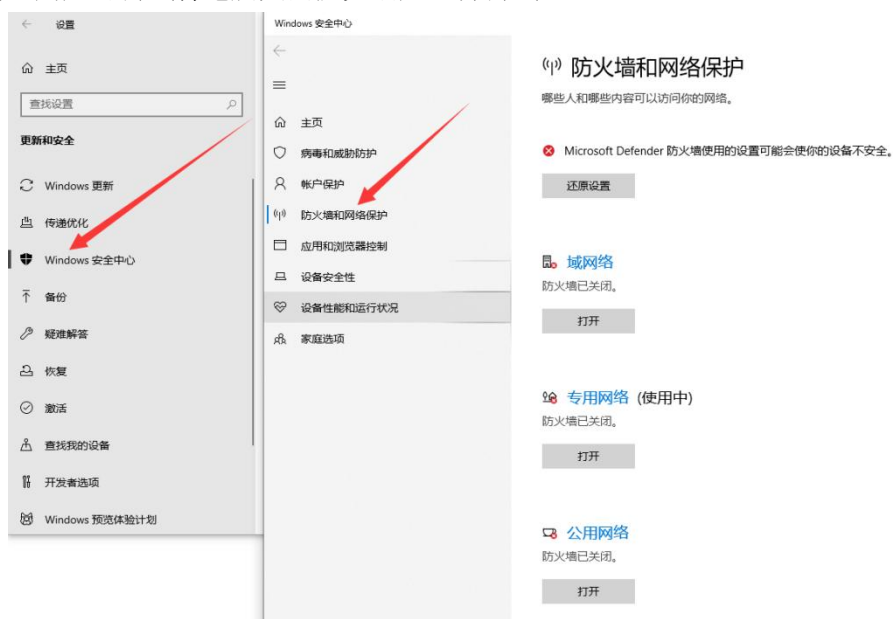 设置
主页
查找设置
更新和安全
Windows 更新
传递优化
Windows 安全中心
备份
疑难解答
恢复
激活
查找我的设备
开发者选项
Windows 预览体验计划
Windows 安全中心
主页
病毒和威胁防护
帐户保护
防火墙和网络保护
应用和浏览器控制
设备安全性
设备性能和运行状况
家庭选项
防火墙和网络保护
哪些人和哪些内容可以访问你的网络。
Microsoft Defender 防火墙使用的设置可能会使你的设备不安全。
还原设置
域网络
防火墙已关闭。
打开
专用网络 (使用中)
防火墙已关闭。
打开
公用网络
防火墙已关闭。
打开